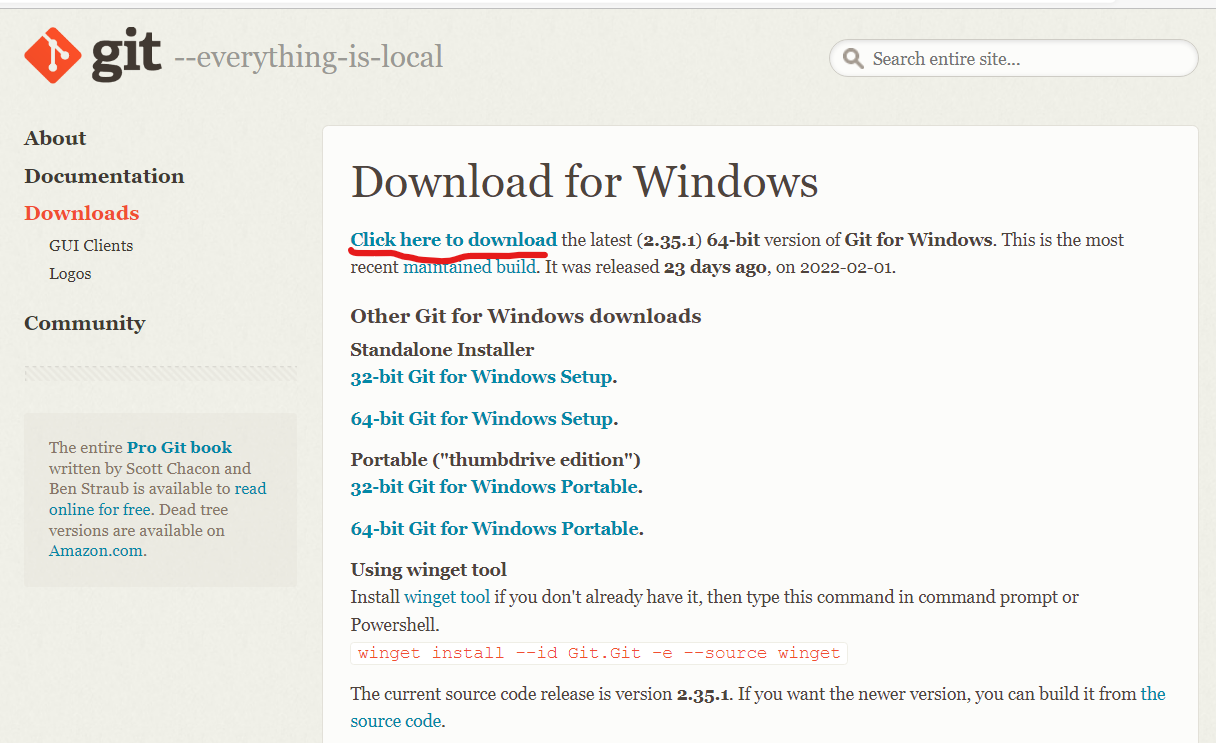 git --everything-is-local
Search entire site...
About
Documentation
Downloads
GUI Clients
Logos
Community
The entire Pro Git book
written by Scott Chacon and
Ben Straub is available to read
online for free. Dead tree
versions are available on
Amazon.com.
Download for Windows
Click here to download the latest (2.35.1) 64-bit version of Git for Windows. This is the most
recent maintained build. It was released 23 days ago, on 2022-02-01.
Other Git for Windows downloads
Standalone Installer
32-bit Git for Windows Setup.
64-bit Git for Windows Setup.
Portable ("thumbdrive edition")
32-bit Git for Windows Portable.
64-bit Git for Windows Portable.
Using winget tool
Install winget tool if you don't already have it, then type this command in command prompt or
Powershell.
winget install --id Git.Git -e --source winget
The current source code release is version 2.35.1. If you want the newer version, you can build it from the
source code.